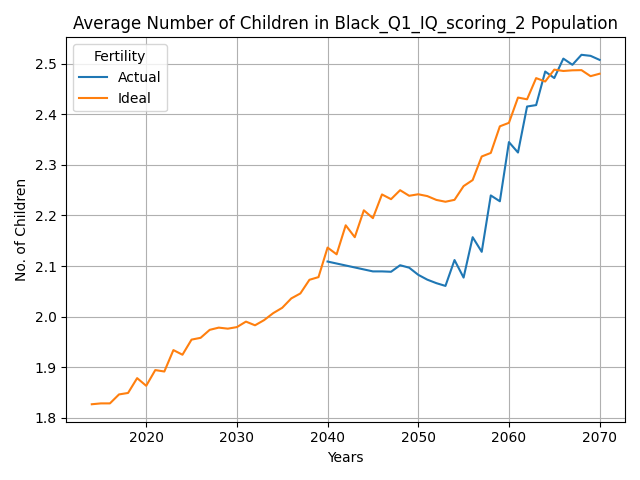 Average Number of Children in Black_Q1_IQ_scoring_2 Population
Fertility
Actual
Ideal
No. of Children
2.5
2.4
2.3
2.2
2.1
2.0
1.9
1.8
2020 2030 2040 2050 2060 2070
Years